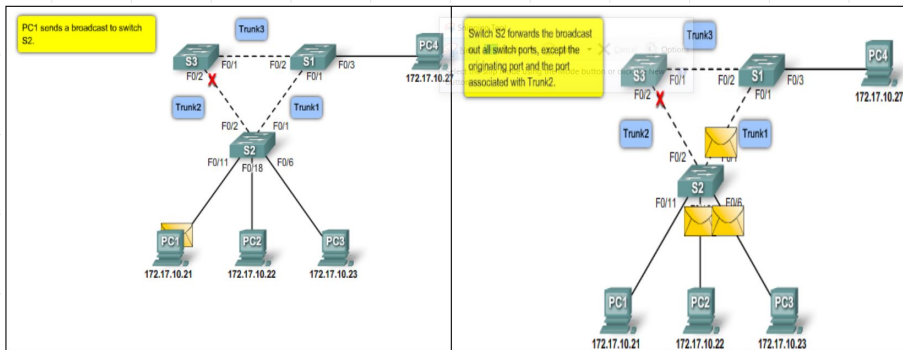 PC1 sends a broadcast to switch
S2.
Trunk3
S3
S1
PC4
F0/1
F0/2
F0/3
F0/2
F0/1
172.17.10.27
Trunk2
Trunk1
F0/2
F0/1
S2
F0/11
F0/18
F0/6
PC1
PC2
PC3
172.17.10.21
172.17.10.22
172.17.10.23
Switch S2 forwards the broadcast
out all switch ports, except the
originating port and the port
associated with Trunk2.
Trunk3
S3
S1
PC4
F0/1
F0/2
F0/3
F0/2
F0/1
172.17.10.27
Trunk2
Trunk1
F0/2
S2
F0/11
F0/6
PC1
PC2
PC3
172.17.10.21
172.17.10.22
172.17.10.23
Options